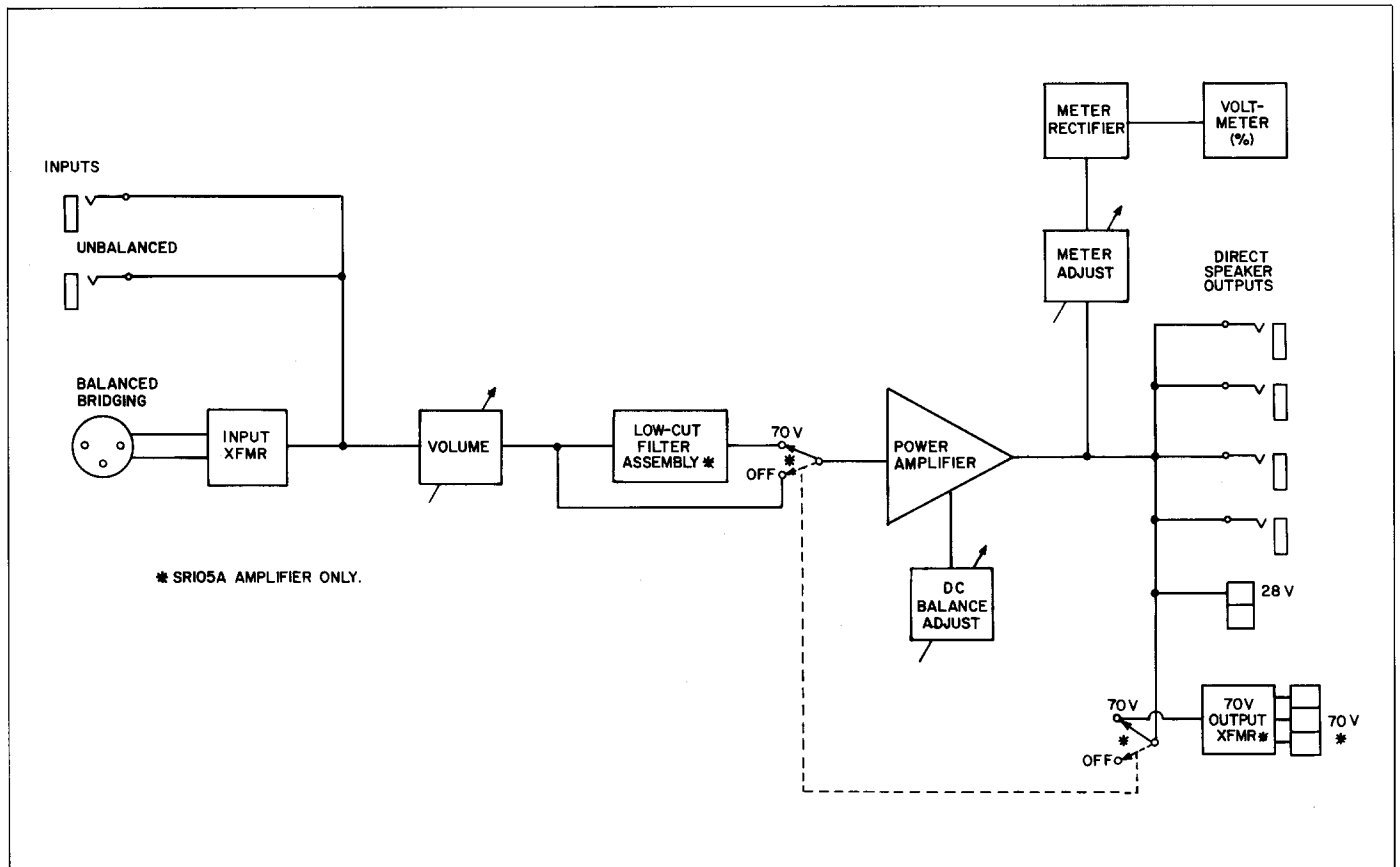 METER
RECTIFIER
VOLT-
METER
(%)
INPUTS
UNBALANCED
METER
ADJUST
DIRECT
SPEAKER
OUTPUTS
BALANCED
BRIDGING
INPUT
XFMR
VOLUME
LOW-CUT
FILTER
ASSEMBLY *
70 V
*
OFF
POWER
AMPLIFIER
* SR105A AMPLIFIER ONLY.
DC
BALANCE
ADJUST
28 V
70 V
*
OFF
70V
OUTPUT
XFMR*
70 V
*